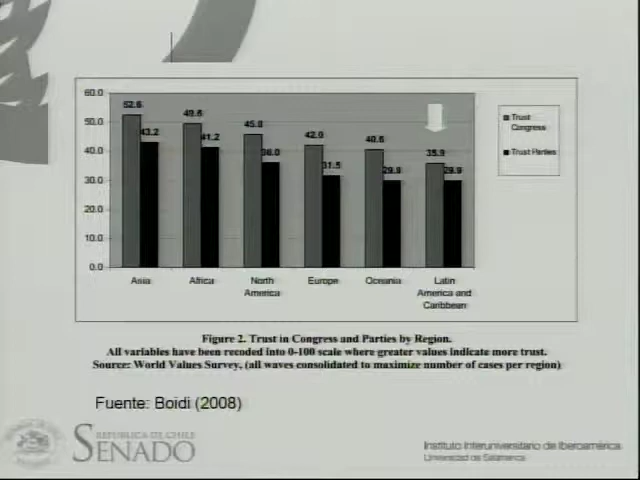 60.0
50.0
40.0
30.0
20.0
10.0
0.0
52.6
43.2
49.6
41.2
45.8
36.0
42.0
31.5
40.6
29.9
35.9
29.9
Trust Congress
Trust Parties
Asia
Africa
North America
Europe
Oceania
Latin America and Caribbean
Figure 2. Trust in Congress and Parties by Region.
All variables have been recoded into 0-100 scale where greater values indicate more trust.
Source: World Values Survey, (all waves consolidated to maximize number of cases per region)
Fuente: Boidi (2008)
REPUBLICA DE CHILE
SENADO
Instituto Interuniversitario de Iberoamérica
Universidad de Salamanca